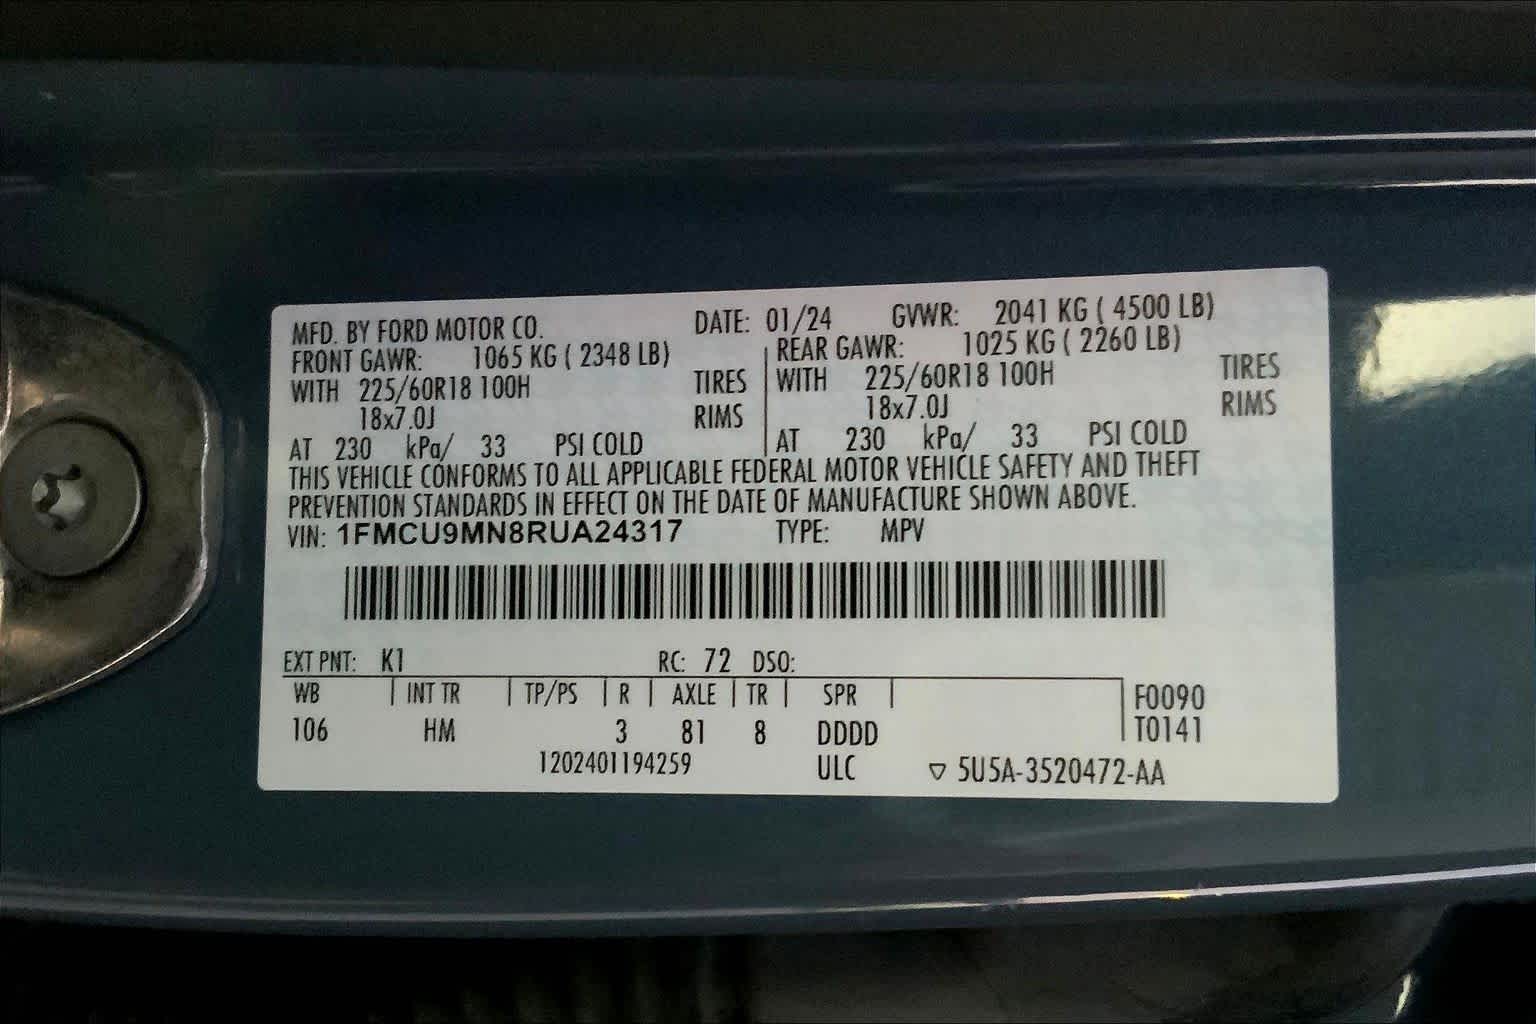 MFD. BY FORD MOTOR CO. DATE: 01/24 GVWR: 2041 KG ( 4500 LB)
FRONT GAWR: 1065 KG ( 2348 LB) REAR GAWR: 1025 KG ( 2260 LB)
WITH 225/60R18 100H TIRES WITH 225/60R18 100H TIRES
18x7.0J RIMS 18x7.0J RIMS
AT 230 kPa/ 33 PSI COLD AT 230 kPa/ 33 PSI COLD
THIS VEHICLE CONFORMS TO ALL APPLICABLE FEDERAL MOTOR VEHICLE SAFETY AND THEFT
PREVENTION STANDARDS IN EFFECT ON THE DATE OF MANUFACTURE SHOWN ABOVE.
VIN: 1FMCU9MN8RUA24317 TYPE: MPV
EXT PNT: K1 RC: 72 DSO:
WB INT TR TP/PS R AXLE TR SPR F0090
106 HM 3 81 8 DDDD T0141
1202401194259 ULC 5U5A-3520472-AA